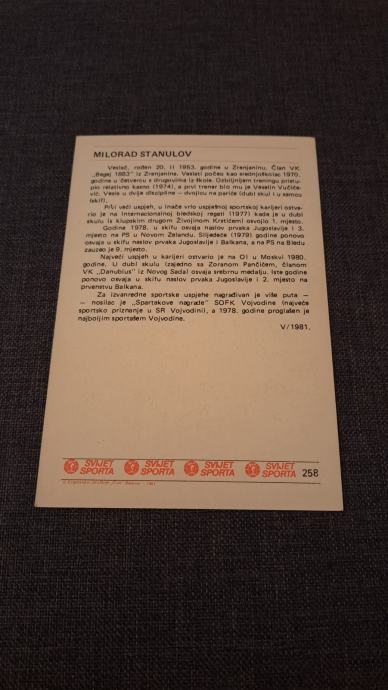 MILORAD STANULOV
Veslač, rođen 20. II 1953. godine u Zrenjaninu. Član VK
„Begej 1883" iz Zrenjanina. Veslati počeo kao srednjoškolac 1970.
godine u četvercu s drugovima iz škole. Ozbiljnijem treningu pristu-
pio relativno kasno (1974), a prvi trener bio mu je Veselin Vučiće-
vić. Vesla u dvije discipline – dvojcu na pariće (dubl skul) i u samcu
(skif).
Prvi veći uspjeh, u inače vrlo uspješnoj sportskoj karijeri ostva-
rio je na Internacionalnoj bledskoj regati (1977) kada je u dubl
skulu (s klupskim drugom Živojinom Krstićem) osvojio 1. mjesto.
Godine 1978. u skifu osvaja naslov prvaka Jugoslavije i 3.
mjesto na PS u Novom Zelandu. Slijedeće (1979) godine ponovo
osvaja u skifu naslov prvaka Jugoslavije i Balkana, a na PS na Bledu
zauzeo je 9. mjesto.
Najveći uspjeh u karijeri ostvario je na OI u Moskvi 1980.
godine. U dubl skulu (zajedno sa Zoranom Pančićem, članom
VK „Danubius" iz Novog Sada) osvaja srebrnu medalju. Iste godine
ponovo osvaja u skifu naslov prvaka Jugoslavije i 2. mjesto na
prvenstvu Balkana.
Za izvanredne sportske uspjehe nagrađivan je više puta –
– nosilac je „Spartakove nagrade" SOFK Vojvodine (najveće
sportsko priznanje u SR Vojvodini), a 1978. godine proglašen je
najboljim sportašem Vojvodine.
V/1981.
SVIJET SPORTA SVIJET SPORTA SVIJET SPORTA SVIJET SPORTA 258